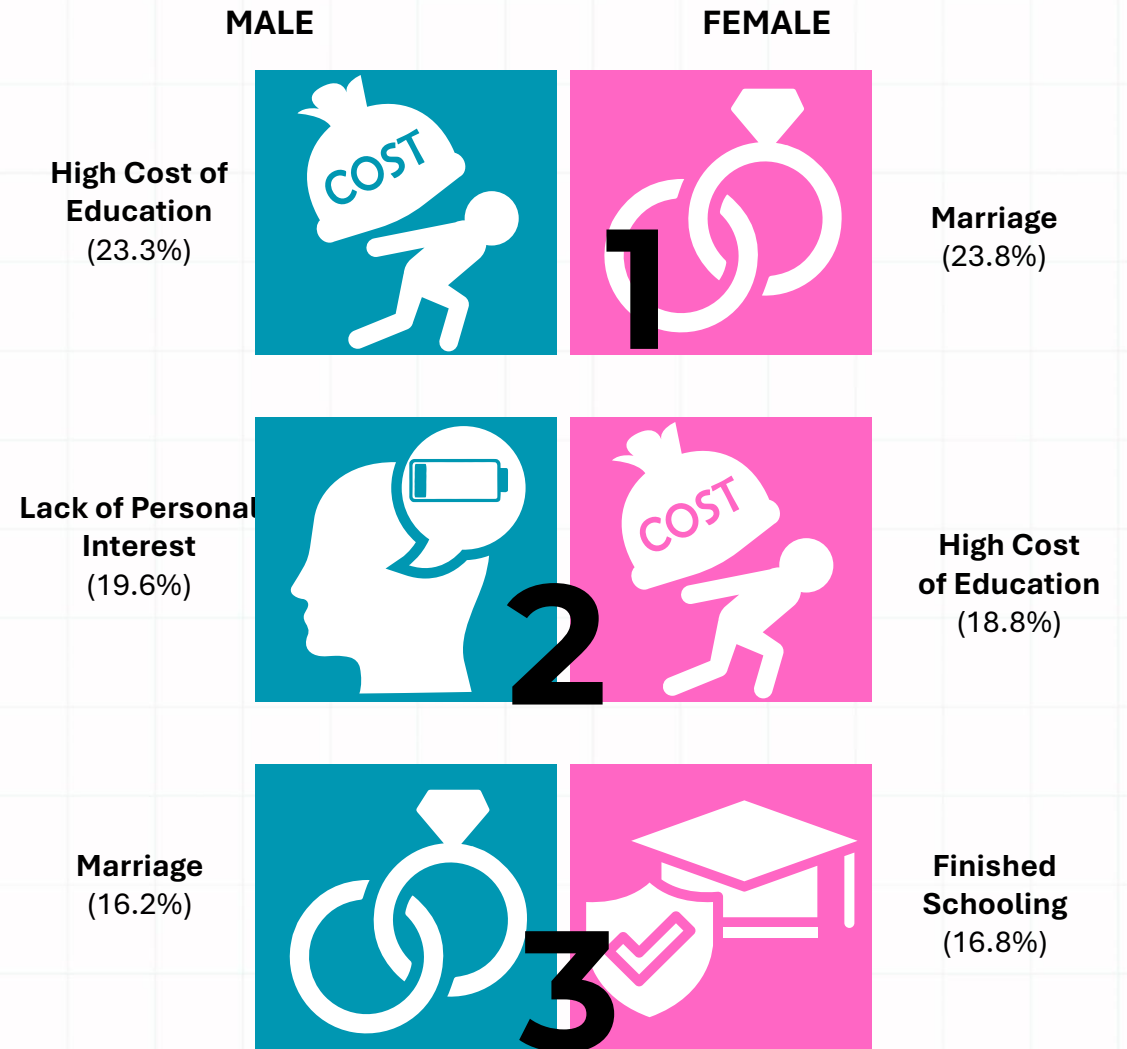 MALE
FEMALE
High Cost of
Education
(23.3%)
COST
1
Marriage
(23.8%)
Lack of Personal
Interest
(19.6%)
2
COST
High Cost
of Education
(18.8%)
Marriage
(16.2%)
3
Finished
Schooling
(16.8%)